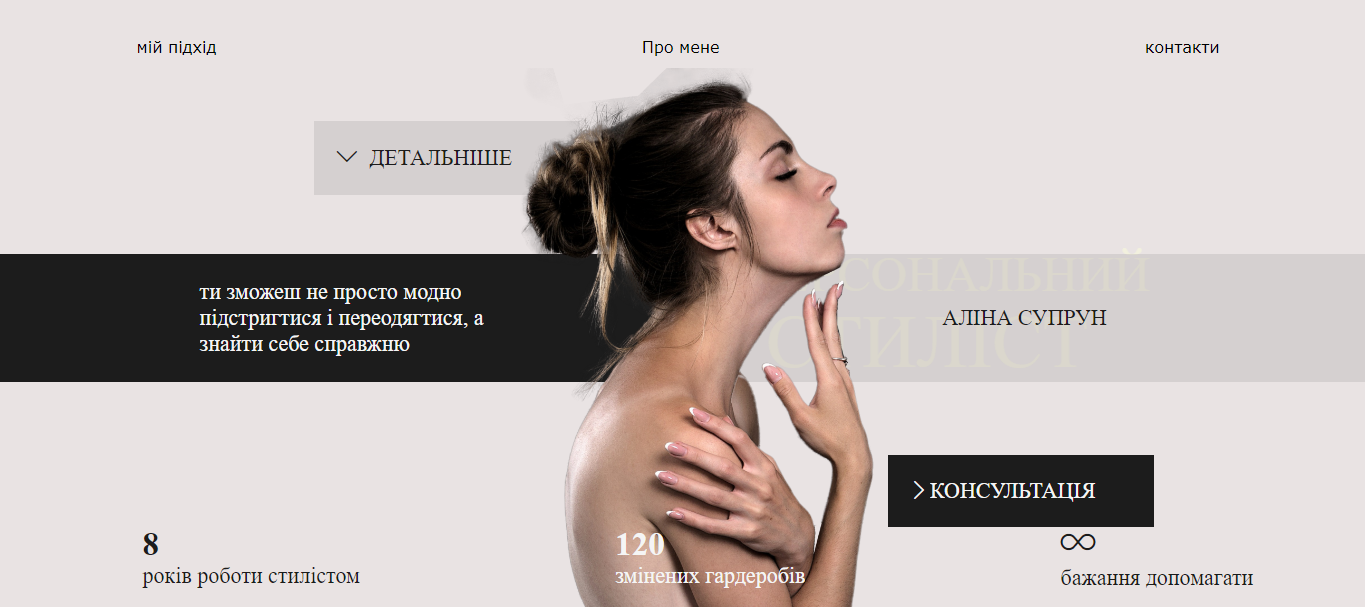 мій підхід
Про мене
контакти
ДЕТАЛЬНІШЕ
СОНАЛЬНИЙ
СТИЛІСТ
ти зможеш не просто модно
підстригтися і переодягтися, а
знайти себе справжню
АЛІНА СУПРУН
КОНСУЛЬТАЦІЯ
8
років роботи стилістом
120
змінених гардеробів
∞
бажання допомагати